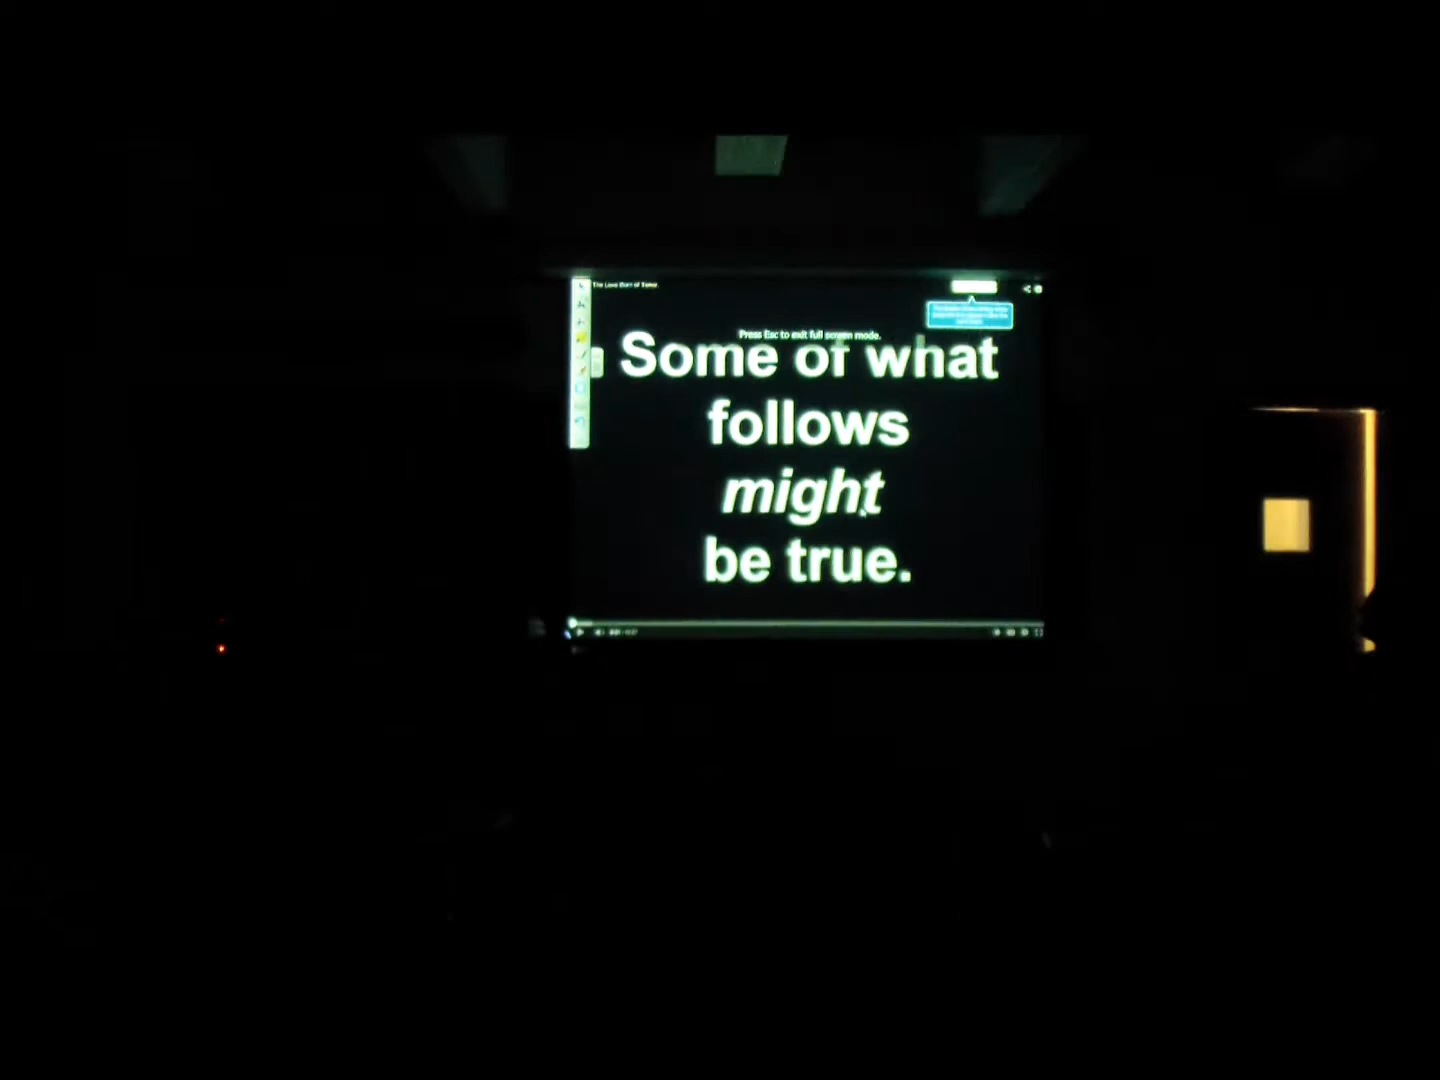 Press Esc to exit full screen mode.
Some of what
follows
might
be true.